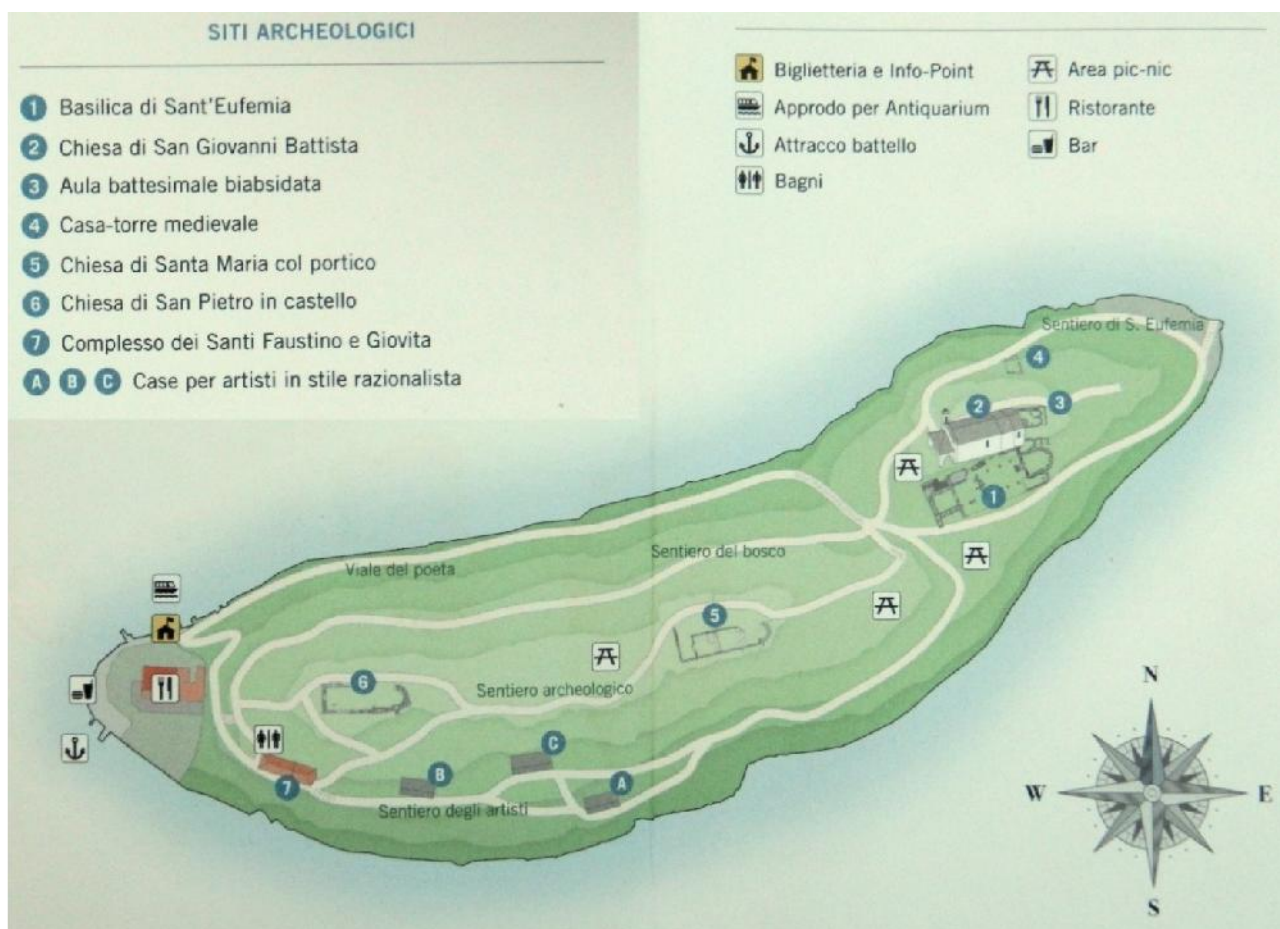 SITI ARCHEOLOGICI
1 Basilica di Sant'Eufemia
2 Chiesa di San Giovanni Battista
3 Aula battesimale biabsidata
4 Casa-torre medievale
5 Chiesa di Santa Maria col portico
6 Chiesa di San Pietro in castello
7 Complesso dei Santi Faustino e Giovita
A B C Case per artisti in stile razionalista
Biglietteria e Info-Point
Approdo per Antiquarium
Attracco battello
Bagni
Area pic-nic
Ristorante
Bar
Sentiero di S. Eufemia
4
2
3
1
Sentiero del bosco
Viale del poeta
5
6
Sentiero archeologico
C
B
A
7
Sentiero degli artisti
N
W
E
S